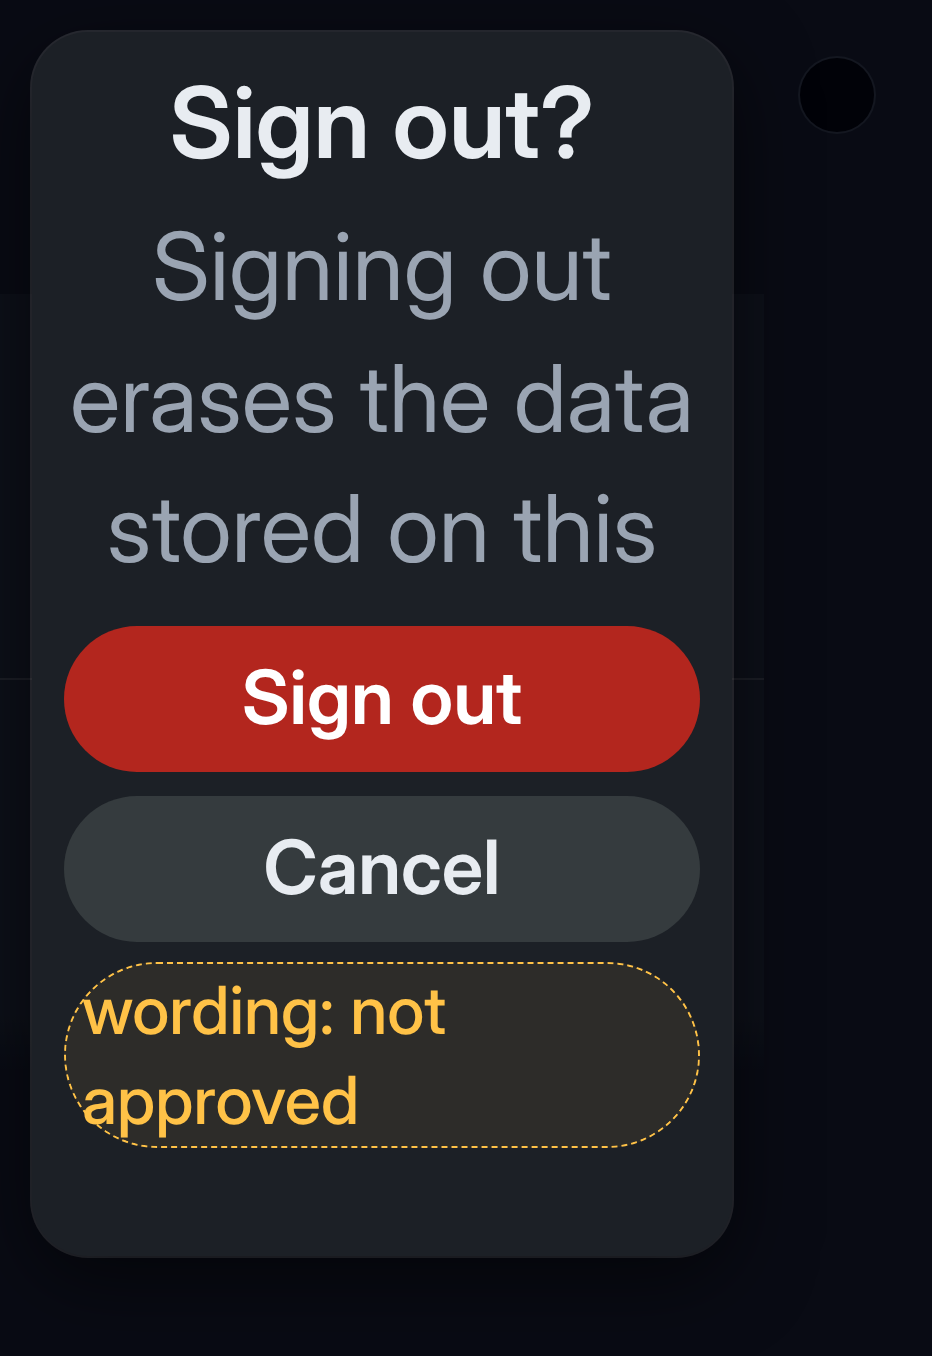 Sign out?
Signing out
erases the data
stored on this
Sign out
Cancel
wording: not
approved